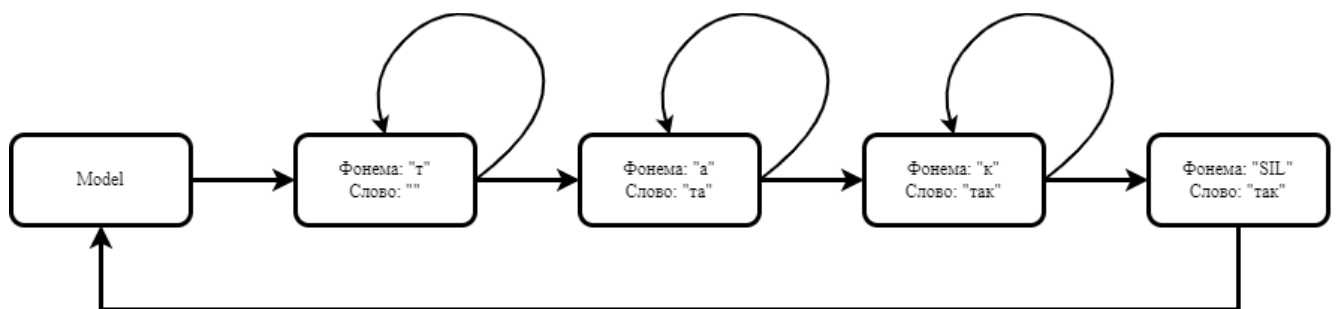 Model
Фонема: "т"
Слово: ""
Фонема: "а"
Слово: "та"
Фонема: "к"
Слово: "так"
Фонема: "SIL"
Слово: "так"